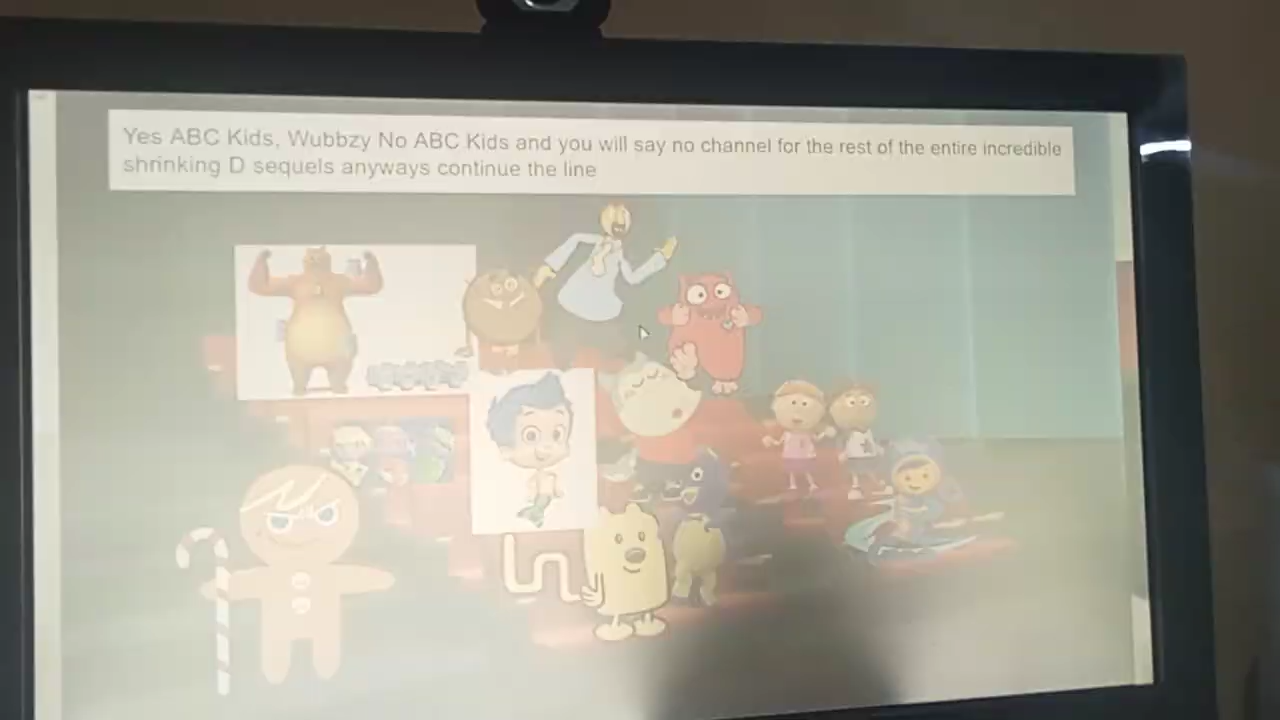 Yes ABC Kids, Wubbzy No ABC Kids and you will say no channel for the rest of the entire incredible
shrinking D sequels anyways continue the line